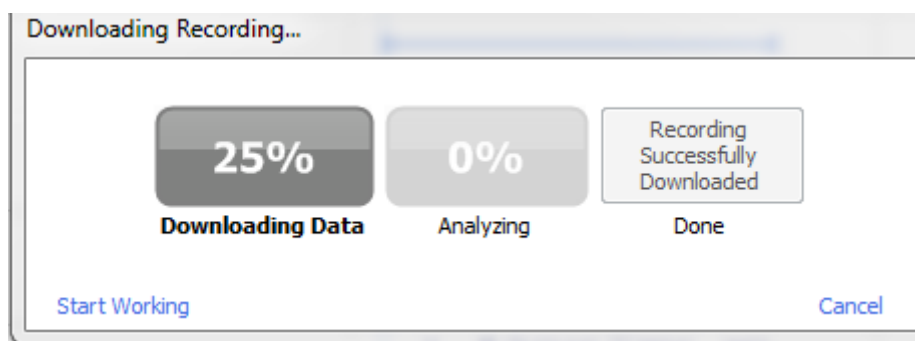 Downloading Recording...
25%
0%
Recording
Successfully
Downloaded
Downloading Data
Analyzing
Done
Start Working
Cancel